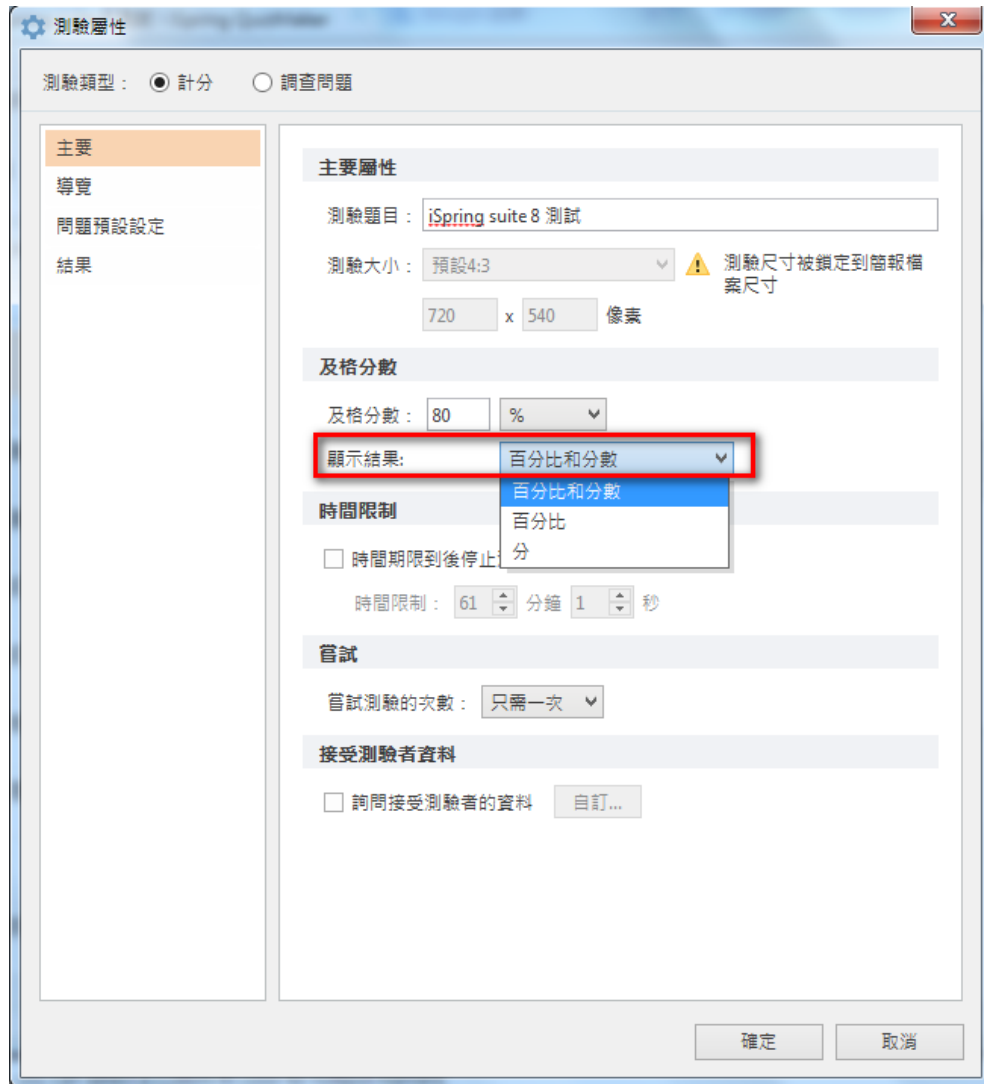 測驗屬性
測驗類型： 計分 調查問題
主要
導覽
問題預設設定
結果
主要屬性
測驗題目： iSpring suite 8 測試
測驗大小： 預設4:3 測驗尺寸被鎖定到簡報檔
案尺寸
720 x 540 像素
及格分數
及格分數： 80 %
顯示結果: 百分比和分數
百分比和分數
百分比
分
時間限制
時間期限到後停止
時間限制： 61 分鐘 1 秒
嘗試
嘗試測驗的次數： 只需一次
接受測驗者資料
詢問接受測驗者的資料 自訂...
確定 取消